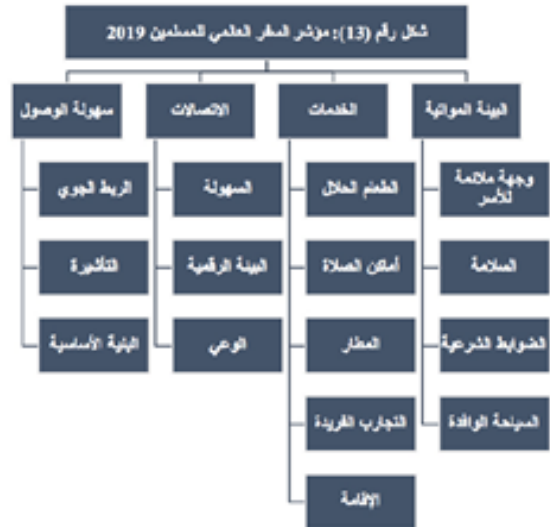 شكل رقم (13): مؤشر السفر العالمي للمسلمين 2019
البيئة المواتية
الخدمات
الاتصالات
سهولة الوصول
وجهة ملائمة
للأسر
السلامة
الضوابط الشرعية
السياحة الوافدة
الطعام الحلال
أماكن الصلاة
المطار
التجارب الفريدة
الإقامة
السهولة
البيئة الرقمية
الوعي
الربط الجوي
التأشيرة
البنية الأساسية